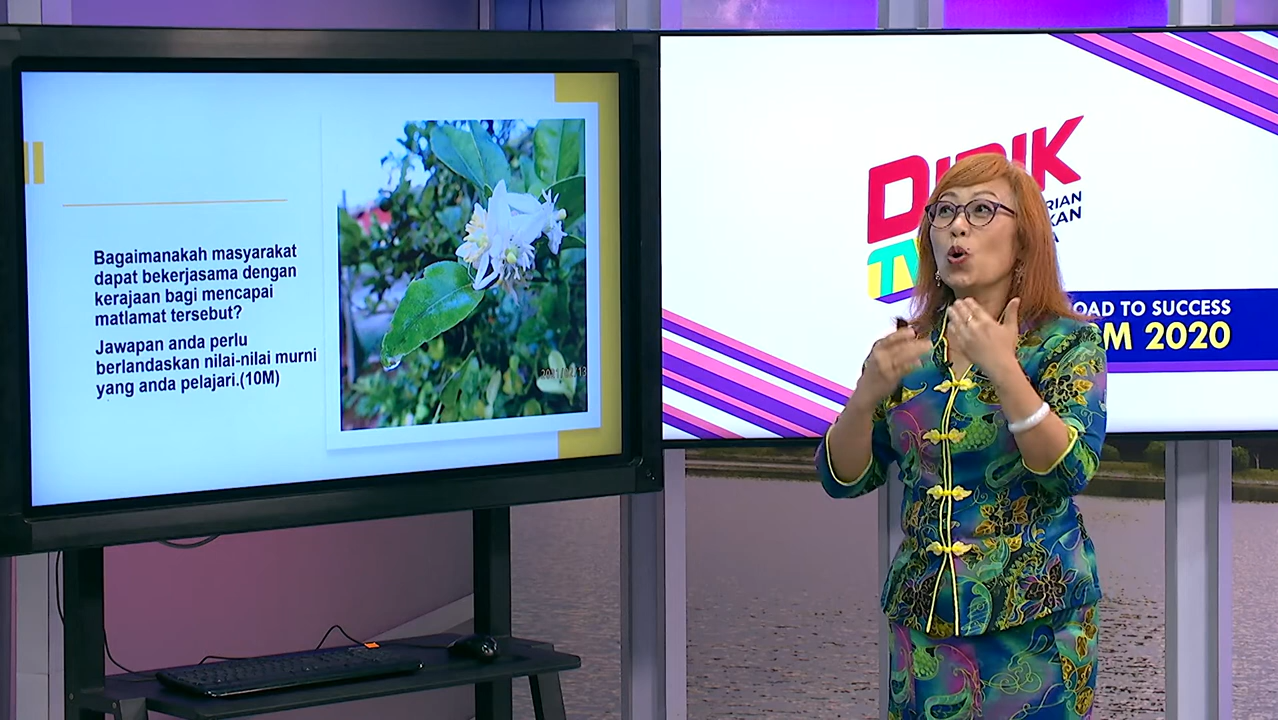 Bagaimanakah masyarakat
dapat bekerjasama dengan
kerajaan bagi mencapai
matlamat tersebut?
Jawapan anda perlu
berlandaskan nilai-nilai murni
yang anda pelajari.(10M)
DIDIK
TV
OAD TO SUCCESS
M 2020